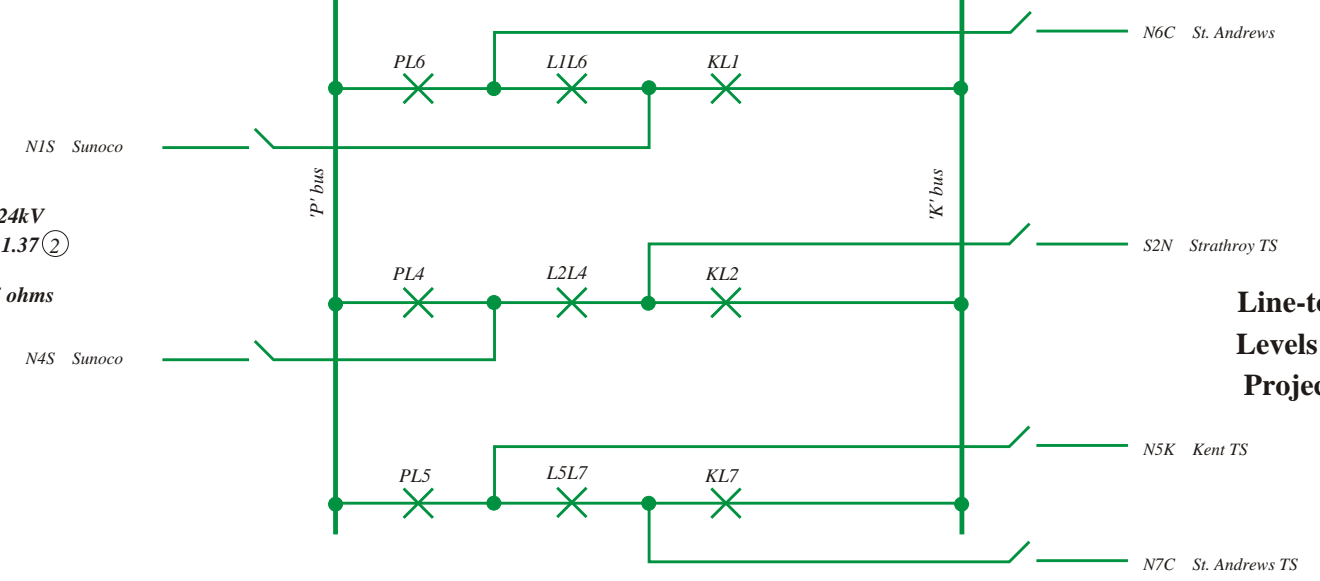 N6C St. Andrews
PL6 L1L6 KL1
N1S Sunoco
'P' bus
'K' bus
24kV
1.37 2
ohms
PL4 L2L4 KL2
S2N Strathroy TS
Levels
N4S Sunoco
PL5 L5L7 KL7
N5K Kent TS
N7C St. Andrews TS